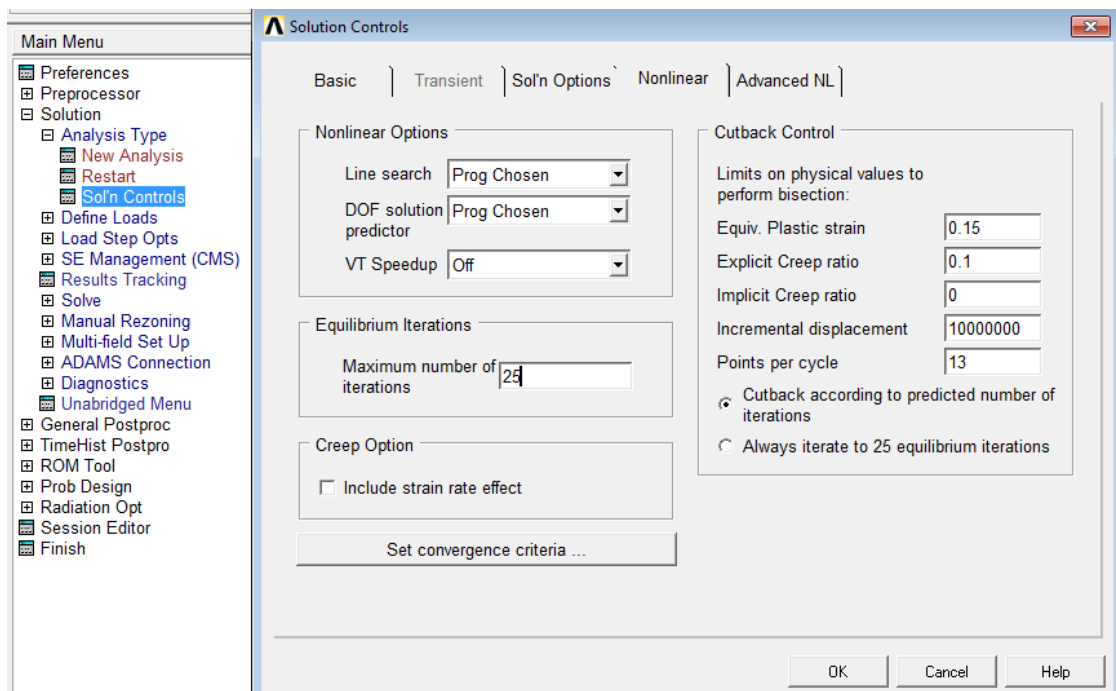 Main Menu
Preferences
Preprocessor
Solution
Analysis Type
New Analysis
Restart
Sol'n Controls
Define Loads
Load Step Opts
SE Management (CMS)
Results Tracking
Solve
Manual Rezoning
Multi-field Set Up
ADAMS Connection
Diagnostics
Unabridged Menu
General Postproc
TimeHist Postpro
ROM Tool
Prob Design
Radiation Opt
Session Editor
Finish
Solution Controls
Basic Transient Sol'n Options Nonlinear Advanced NL
Nonlinear Options
Line search Prog Chosen
DOF solution Prog Chosen
predictor
VT Speedup Off
Equilibrium Iterations
Maximum number of 25
iterations
Creep Option
Include strain rate effect
Set convergence criteria ...
Cutback Control
Limits on physical values to
perform bisection:
Equiv. Plastic strain 0.15
Explicit Creep ratio 0.1
Implicit Creep ratio 0
Incremental displacement 10000000
Points per cycle 13
Cutback according to predicted number of
iterations
Always iterate to 25 equilibrium iterations
OK Cancel Help